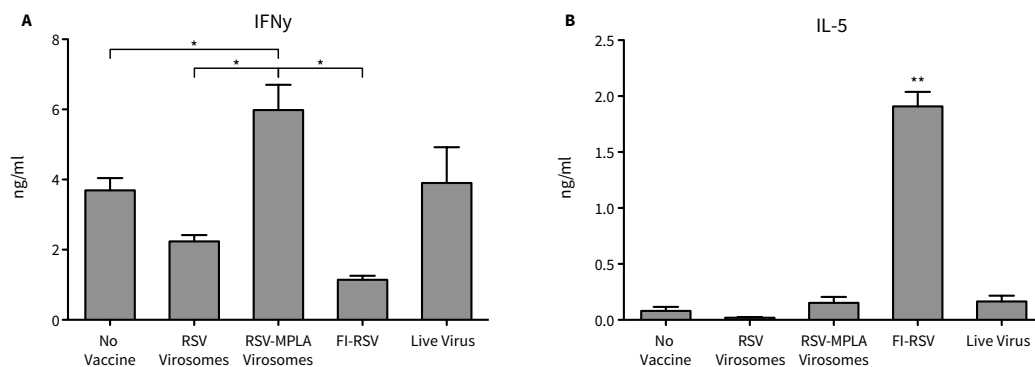 A
IFNy
8
6
4
2
0
ng/ml
*
*
*
No
Vaccine
RSV
Virosomes
RSV-MPLA
Virosomes
FI-RSV
Live Virus
B
IL-5
2.5
2.0
1.5
1.0
0.5
0.0
ng/ml
**
No
Vaccine
RSV
Virosomes
RSV-MPLA
Virosomes
FI-RSV
Live Virus